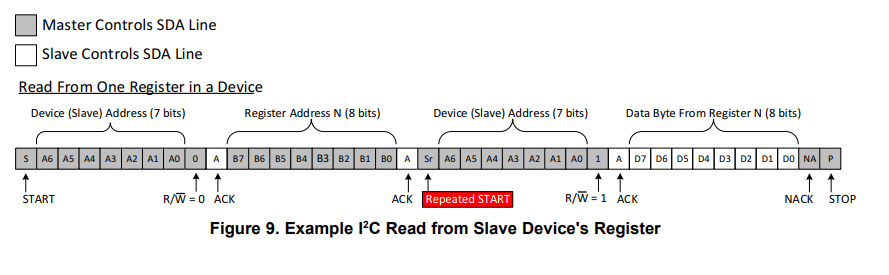 Master Controls SDA Line
Slave Controls SDA Line
Read From One Register in a Device
Device (Slave) Address (7 bits) Register Address N (8 bits) Device (Slave) Address (7 bits) Data Byte From Register N (8 bits)
S A6 A5 A4 A3 A2 A1 A0 0 A B7 B6 B5 B4 B3 B2 B1 B0 A Sr A6 A5 A4 A3 A2 A1 A0 1 A D7 D6 D5 D4 D3 D2 D1 D0 NA P
START R/W̅ = 0 ACK ACK Repeated START R/W̅ = 1 ACK NACK STOP
Figure 9. Example I²C Read from Slave Device's Register